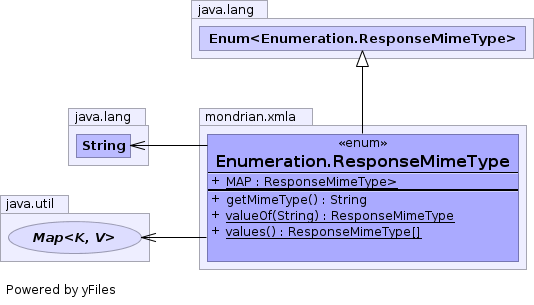 java.lang
Enum<Enumeration.ResponseMimeType>
java.lang
String
mondrian.xmla
«enum»
Enumeration.ResponseMimeType
+ MAP : ResponseMimeType>
+ getMimeType() : String
+ valueOf(String) : ResponseMimeType
+ values() : ResponseMimeType[]
java.util
Map<K, V>
Powered by yFiles